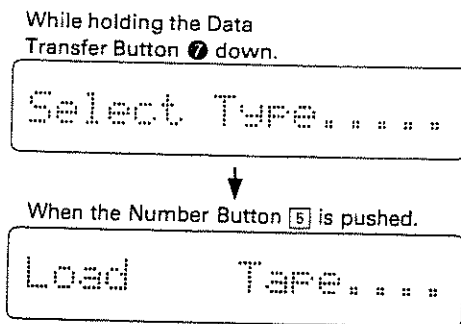 While holding the Data
Transfer Button ❼ down.
Select Type.....
When the Number Button 5 is pushed.
Load Tape....